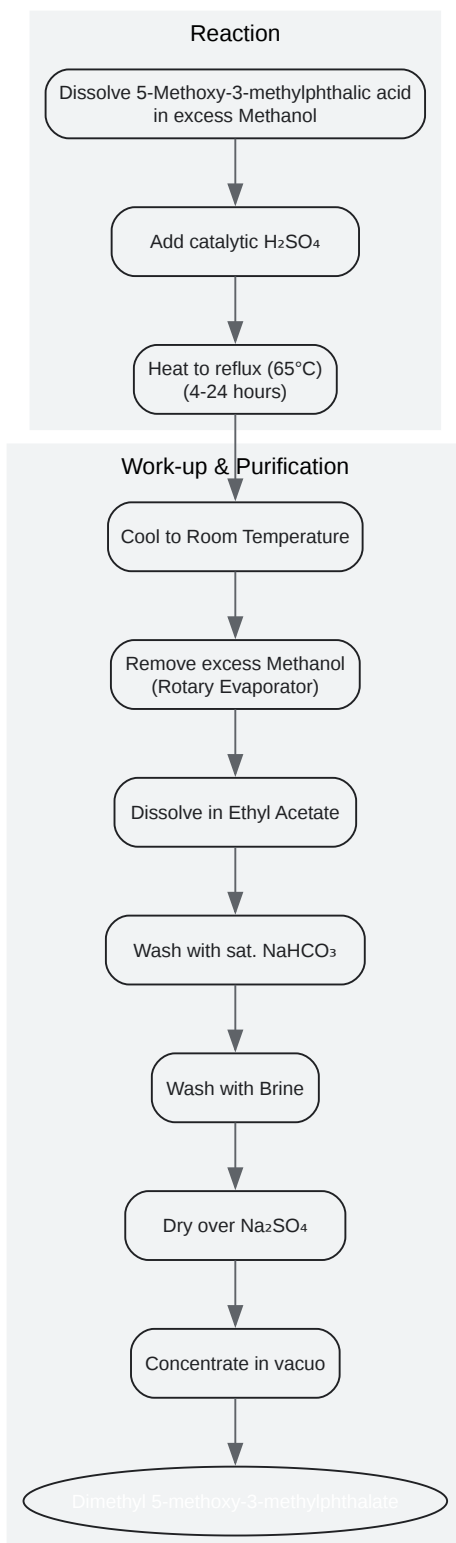 Reaction
Dissolve 5-Methoxy-3-methylphthalic acid
in excess Methanol
Add catalytic H₂SO₄
Heat to reflux (65°C)
(4-24 hours)
Work-up & Purification
Cool to Room Temperature
Remove excess Methanol
(Rotary Evaporator)
Dissolve in Ethyl Acetate
Wash with sat. NaHCO₃
Wash with Brine
Dry over Na₂SO₄
Concentrate in vacuo
Dimethyl 5-methoxy-3-methylphthalate